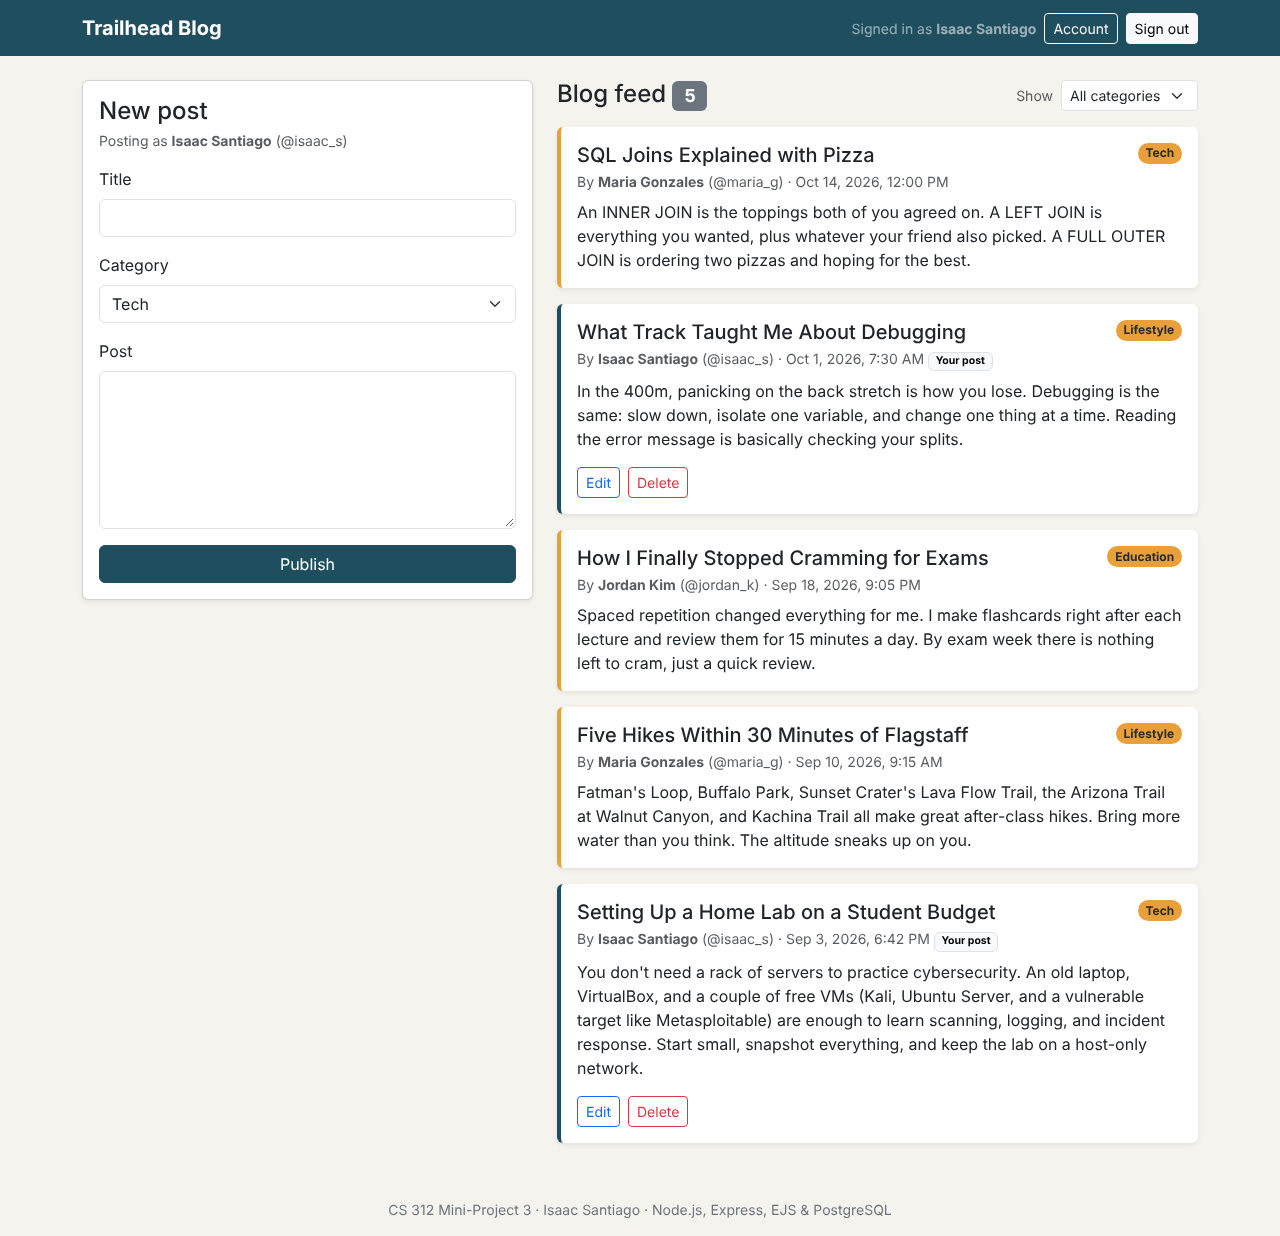 Trailhead Blog
Signed in as Isaac Santiago
Account
Sign out
New post
Posting as Isaac Santiago (@isaac_s)
Title
Category
Tech
Post
Publish
Blog feed 5
Show
All categories
SQL Joins Explained with Pizza
Tech
By Maria Gonzales (@maria_g) · Oct 14, 2026, 12:00 PM
An INNER JOIN is the toppings both of you agreed on. A LEFT JOIN is
everything you wanted, plus whatever your friend also picked. A FULL OUTER
JOIN is ordering two pizzas and hoping for the best.
What Track Taught Me About Debugging
Lifestyle
By Isaac Santiago (@isaac_s) · Oct 1, 2026, 7:30 AM Your post
In the 400m, panicking on the back stretch is how you lose. Debugging is the
same: slow down, isolate one variable, and change one thing at a time. Reading
the error message is basically checking your splits.
Edit
Delete
How I Finally Stopped Cramming for Exams
Education
By Jordan Kim (@jordan_k) · Sep 18, 2026, 9:05 PM
Spaced repetition changed everything for me. I make flashcards right after each
lecture and review them for 15 minutes a day. By exam week there is nothing
left to cram, just a quick review.
Five Hikes Within 30 Minutes of Flagstaff
Lifestyle
By Maria Gonzales (@maria_g) · Sep 10, 2026, 9:15 AM
Fatman's Loop, Buffalo Park, Sunset Crater's Lava Flow Trail, the Arizona Trail
at Walnut Canyon, and Kachina Trail all make great after-class hikes. Bring more
water than you think. The altitude sneaks up on you.
Setting Up a Home Lab on a Student Budget
Tech
By Isaac Santiago (@isaac_s) · Sep 3, 2026, 6:42 PM Your post
You don't need a rack of servers to practice cybersecurity. An old laptop,
VirtualBox, and a couple of free VMs (Kali, Ubuntu Server, and a vulnerable
target like Metasploitable) are enough to learn scanning, logging, and incident
response. Start small, snapshot everything, and keep the lab on a host-only
network.
Edit
Delete
CS 312 Mini-Project 3 · Isaac Santiago · Node.js, Express, EJS & PostgreSQL